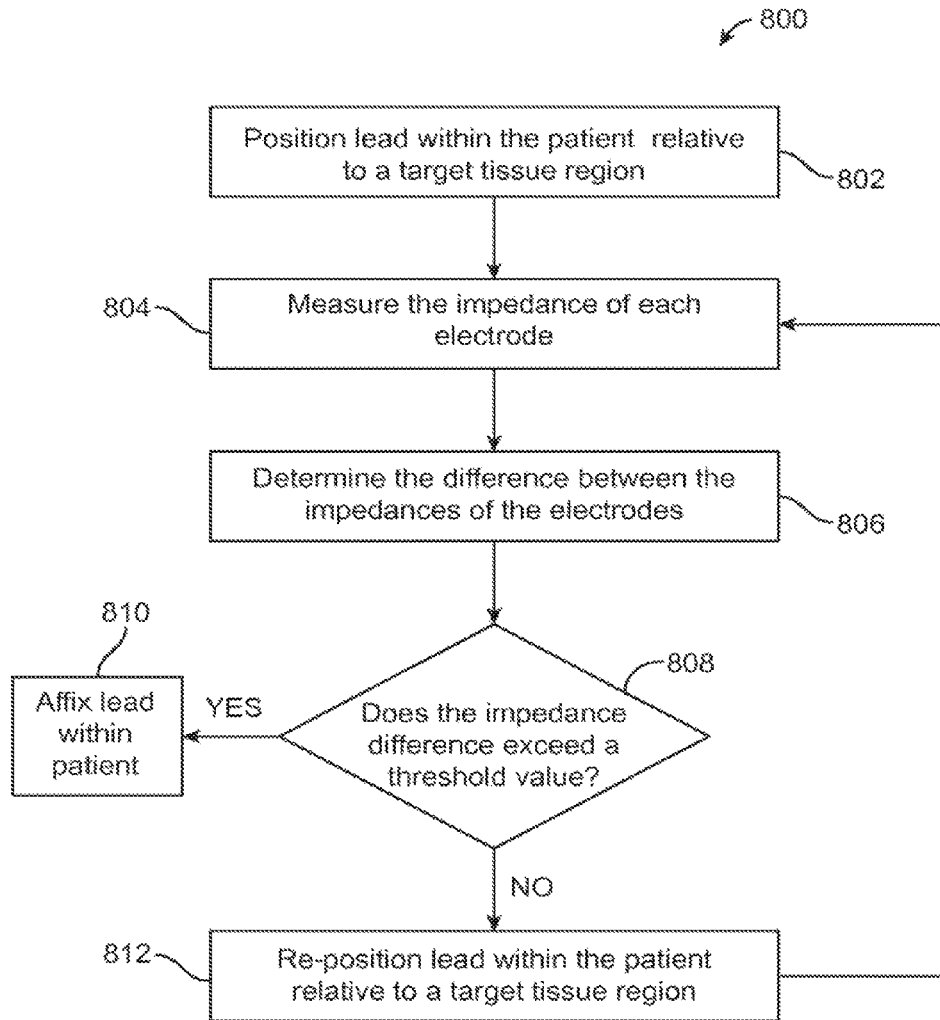 800
Position lead within the patient relative
to a target tissue region
802
804
Measure the impedance of each
electrode
Determine the difference between the
impedances of the electrodes
806
810
808
Affix lead
within
patient
YES
Does the impedance
difference exceed a
threshold value?
NO
812
Re-position lead within the patient
relative to a target tissue region